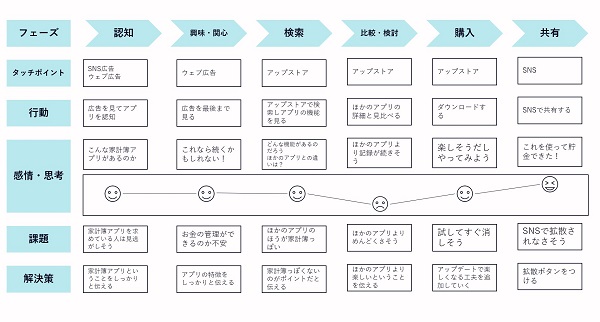 フェーズ
認知
興味・関心
検索
比較・検討
購入
共有
タッチポイント
SNS広告
ウェブ広告
ウェブ広告
アップストア
アップストア
アップストア
SNS
行動
広告を見てアプ
リを認知
広告を最後まで
見る
アップストアで検
索しアプリの機能
を見る
ほかのアプリの
詳細と見比べる
ダウンロードす
る
SNSで共有する
感情・思考
こんな家計簿ア
プリがあるのか
これなら続くかも
しれない！
どんな機能があるの
だろう
ほかのアプリとの違
いは？
ほかのアプリよ
り記録が続きそ
う
楽しそうだし
やってみよう
これを使って貯
金できた！
課題
家計簿アプリを求
めている人は見逃
がしそう
お金の管理がで
きるのか不安
ほかのアプリの
ほうが家計簿っ
ぽい
ほかのアプリより
めんどくさそう
試してすぐ消
しそう
SNSで拡散さ
れなさそう
解決策
家計簿アプリとい
うことをしっかり
と伝える
アプリの特徴を
しっかりと伝える
家計簿っぽくない
のがポイントだと
伝える
ほかのアプリより
楽しいということ
を伝える
アップデートで楽
しくなる工夫を追
加していく
拡散ボタンをつ
ける